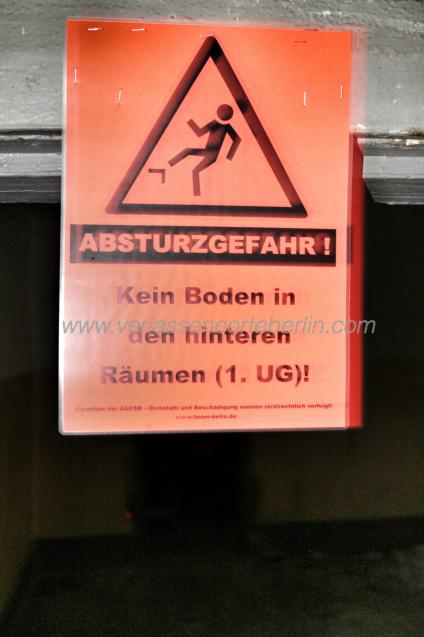 ABSTURZGEFAHR !
Kein Boden in
www.verlasseneorteberlin.com
den hinteren
Räumen (1. UG)!
Eigentum der AGESB - Diebstahl und Beschädigung werden strafrechtlich verfolgt!
www.team-delta.de